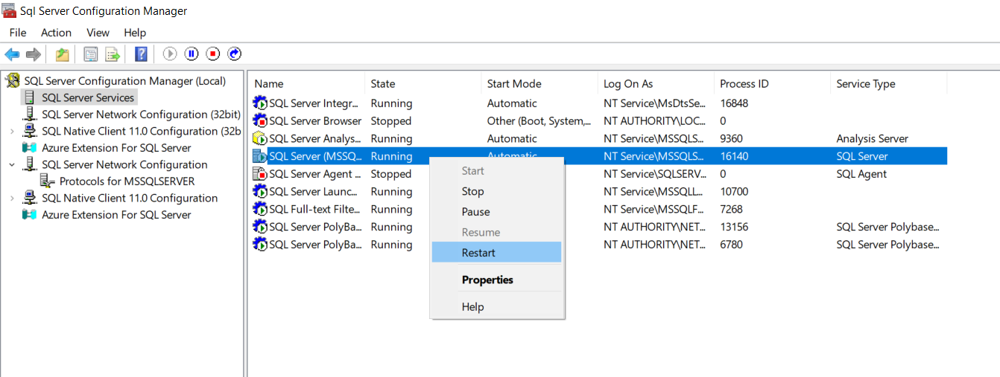 Sql Server Configuration Manager
File Action View Help
SQL Server Configuration Manager (Local)
SQL Server Services
SQL Server Network Configuration (32bit)
SQL Native Client 11.0 Configuration (32b
Azure Extension For SQL Server
SQL Server Network Configuration
Protocols for MSSQLSERVER
SQL Native Client 11.0 Configuration
Azure Extension For SQL Server
Name State Start Mode Log On As Process ID Service Type
SQL Server Integr... Running Automatic NT Service\MsDtsSe... 16848
SQL Server Browser Stopped Other (Boot, System,... NT AUTHORITY\LOC... 0
SQL Server Analys... Running Automatic NT Service\MSSQLS... 9360 Analysis Server
SQL Server (MSSQ... Running Automatic NT Service\MSSQLS... 16140 SQL Server
SQL Server Agent ... Stopped NT Service\SQLSERV... 0 SQL Agent
SQL Server Launc... Running NT Service\MSSQLL... 10700
SQL Full-text Filte... Running NT Service\MSSQLF... 7268
SQL Server PolyBa... Running NT AUTHORITY\NET... 13156 SQL Server Polybase...
SQL Server PolyBa... Running NT AUTHORITY\NET... 6780 SQL Server Polybase...
Start
Stop
Pause
Resume
Restart
Properties
Help